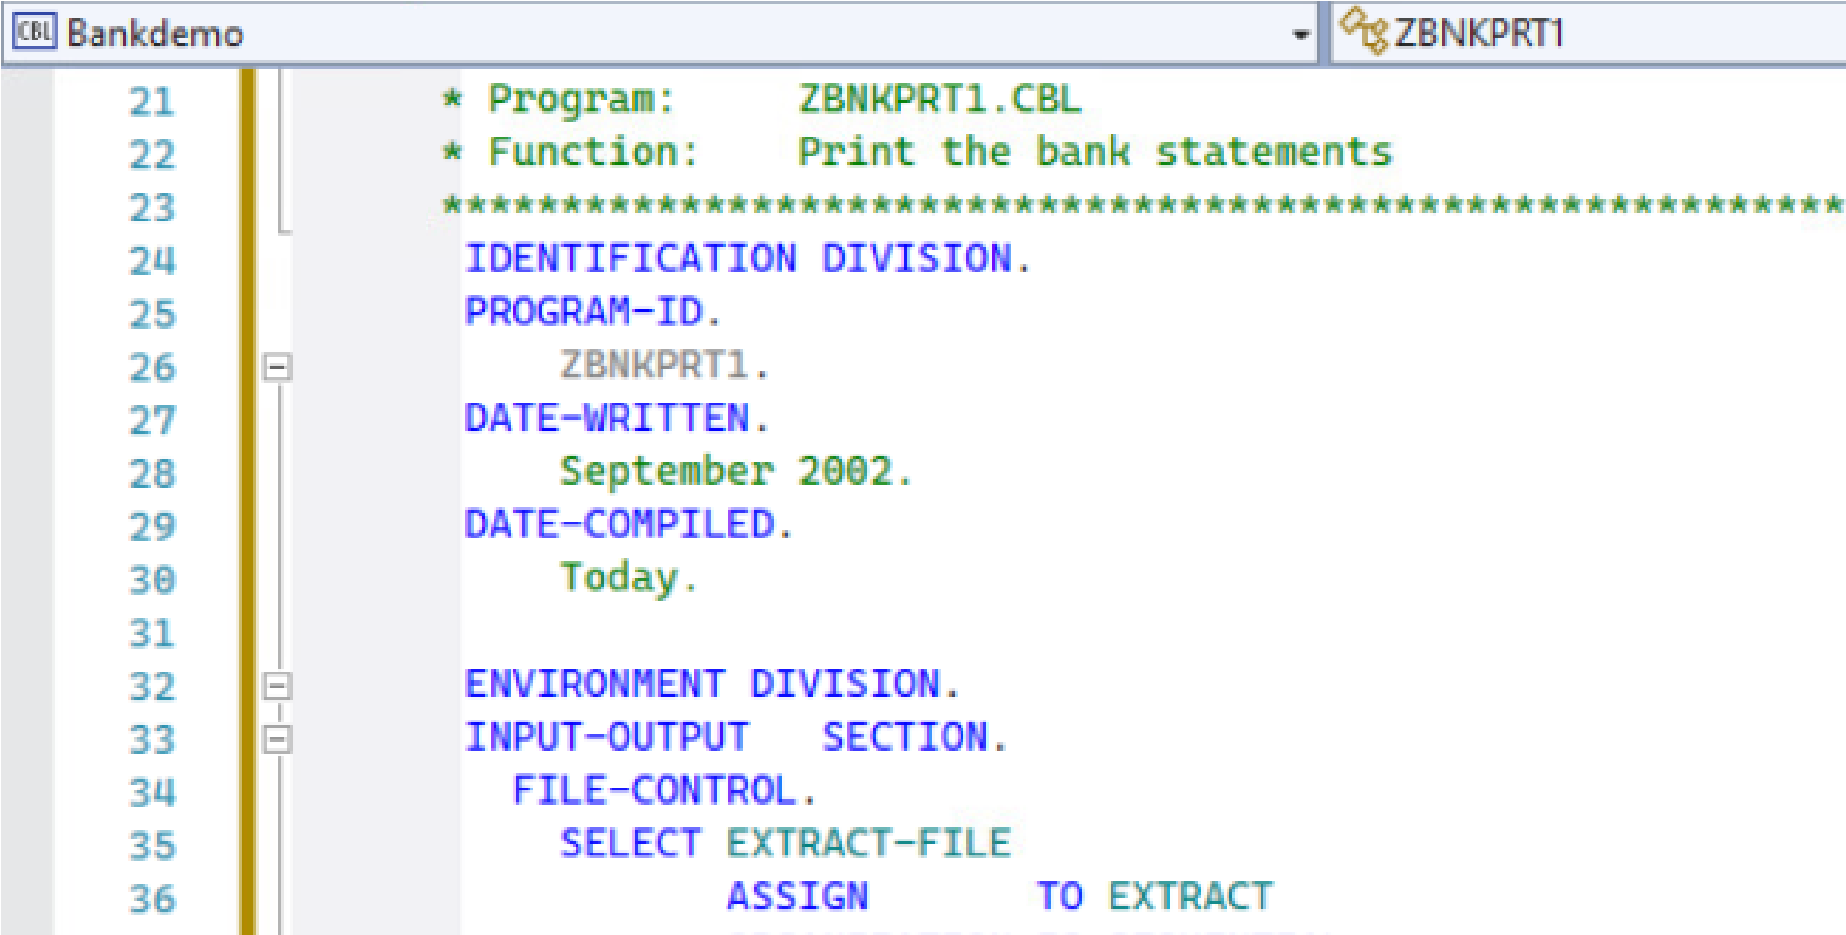 CBL Bankdemo ZBNKPRT1
21 * Program: ZBNKPRT1.CBL
22 * Function: Print the bank statements
23 ***********************************************************
24 IDENTIFICATION DIVISION.
25 PROGRAM-ID.
26 ZBNKPRT1.
27 DATE-WRITTEN.
28 September 2002.
29 DATE-COMPILED.
30 Today.
31
32 ENVIRONMENT DIVISION.
33 INPUT-OUTPUT SECTION.
34 FILE-CONTROL.
35 SELECT EXTRACT-FILE
36 ASSIGN TO EXTRACT